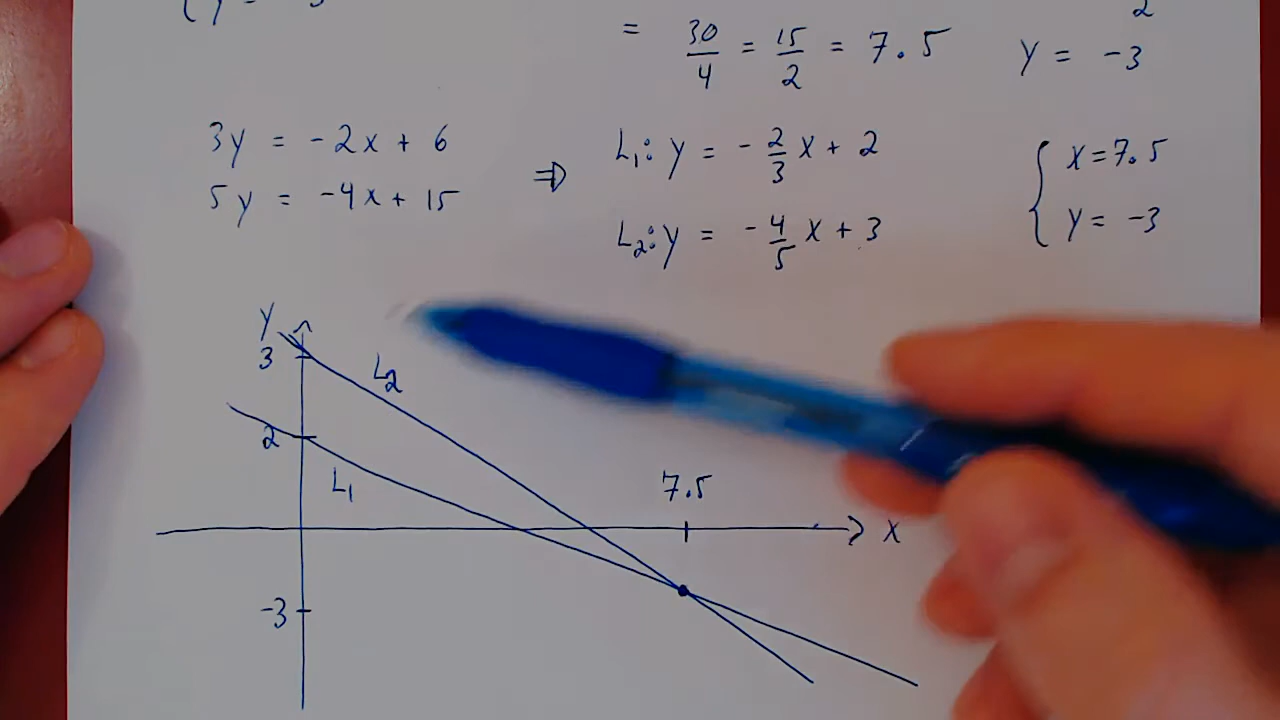 = 30/4 = 15/2 = 7.5
2
y = -3
3y = -2x + 6
5y = -4x + 15
⇒
L₁: y = -2/3 x + 2
L₂: y = -4/5 x + 3
{ x = 7.5
y = -3
y
3
L₂
2
L₁
7.5
x
-3